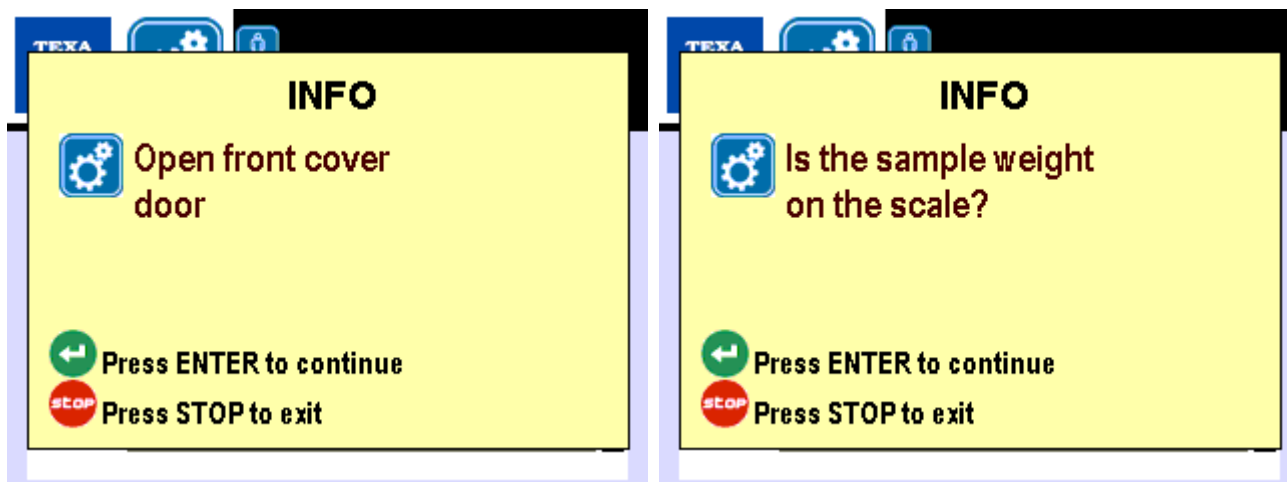 TEXA
INFO
Open front cover
door
Press ENTER to continue
stop
Press STOP to exit
TEXA
INFO
Is the sample weight
on the scale?
Press ENTER to continue
stop
Press STOP to exit